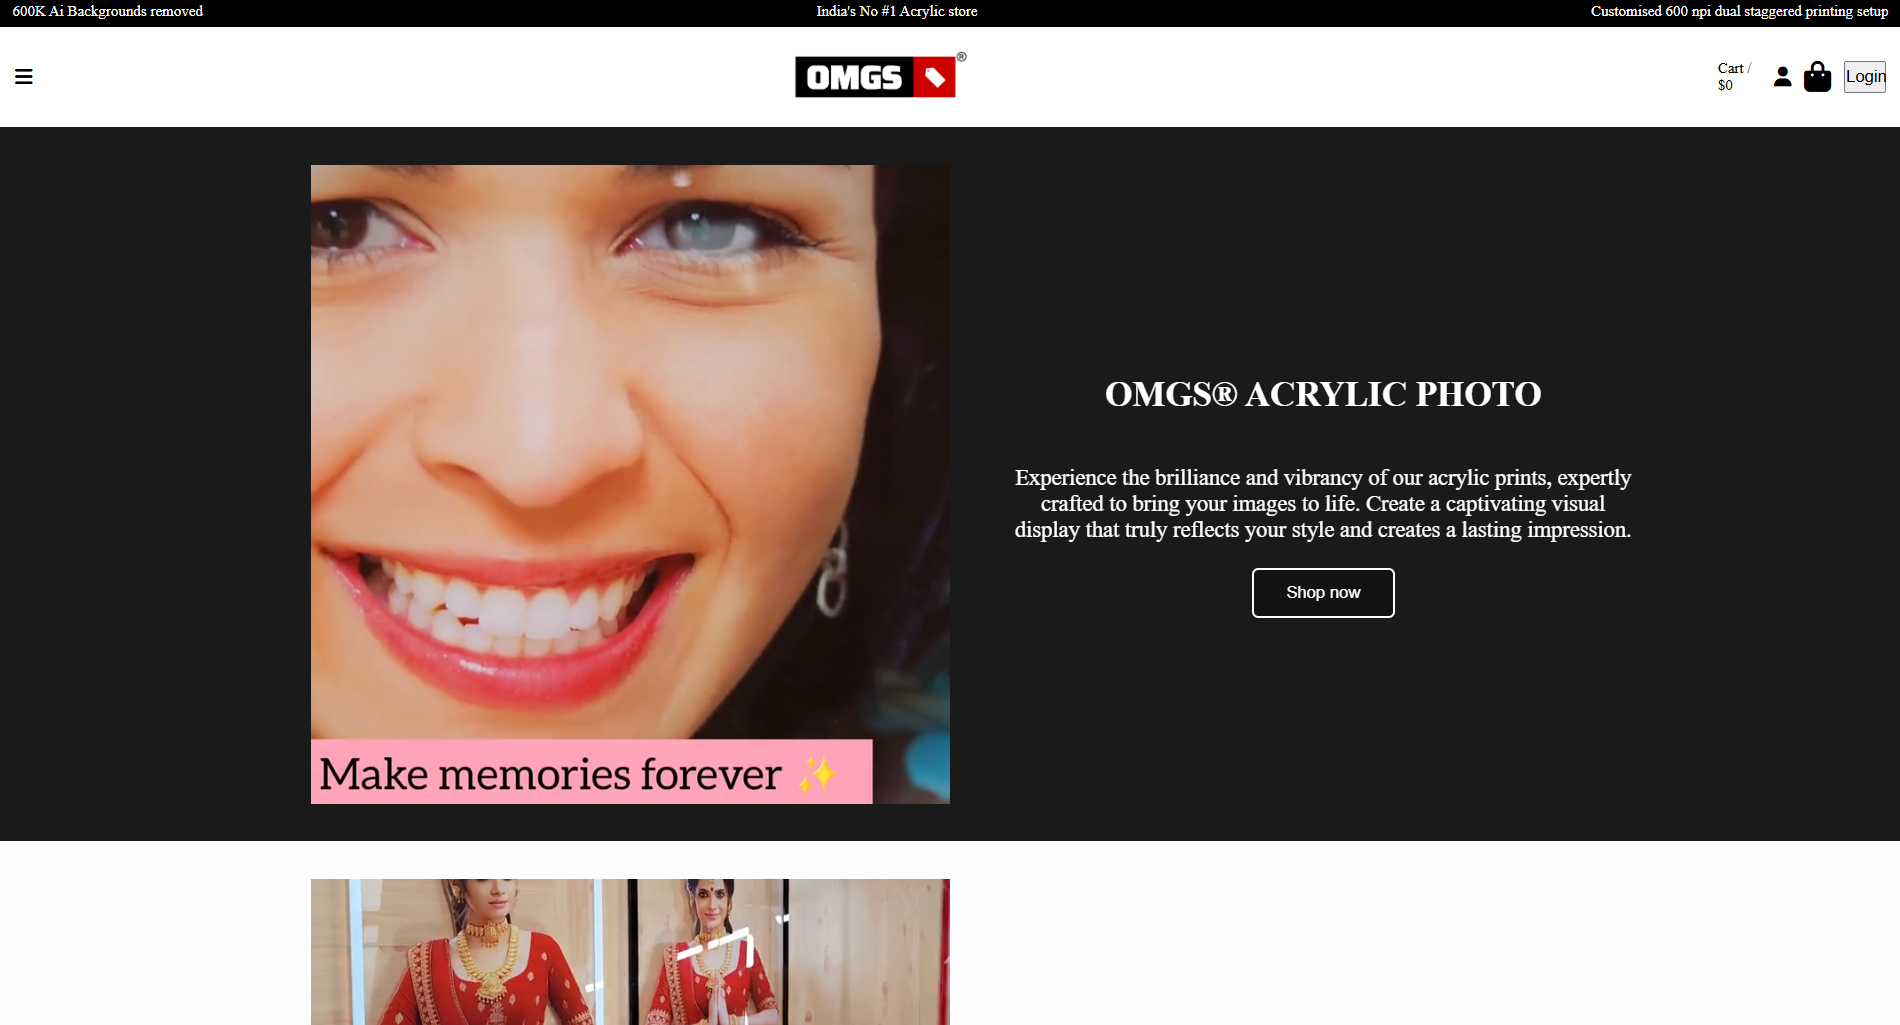 600K Ai Backgrounds removed
India's No #1 Acrylic store
Customised 600 npi dual staggered printing setup
OMGS®
Cart /
$0
Login
OMGS® ACRYLIC PHOTO
Experience the brilliance and vibrancy of our acrylic prints, expertly
crafted to bring your images to life. Create a captivating visual
display that truly reflects your style and creates a lasting impression.
Shop now
Make memories forever ✨